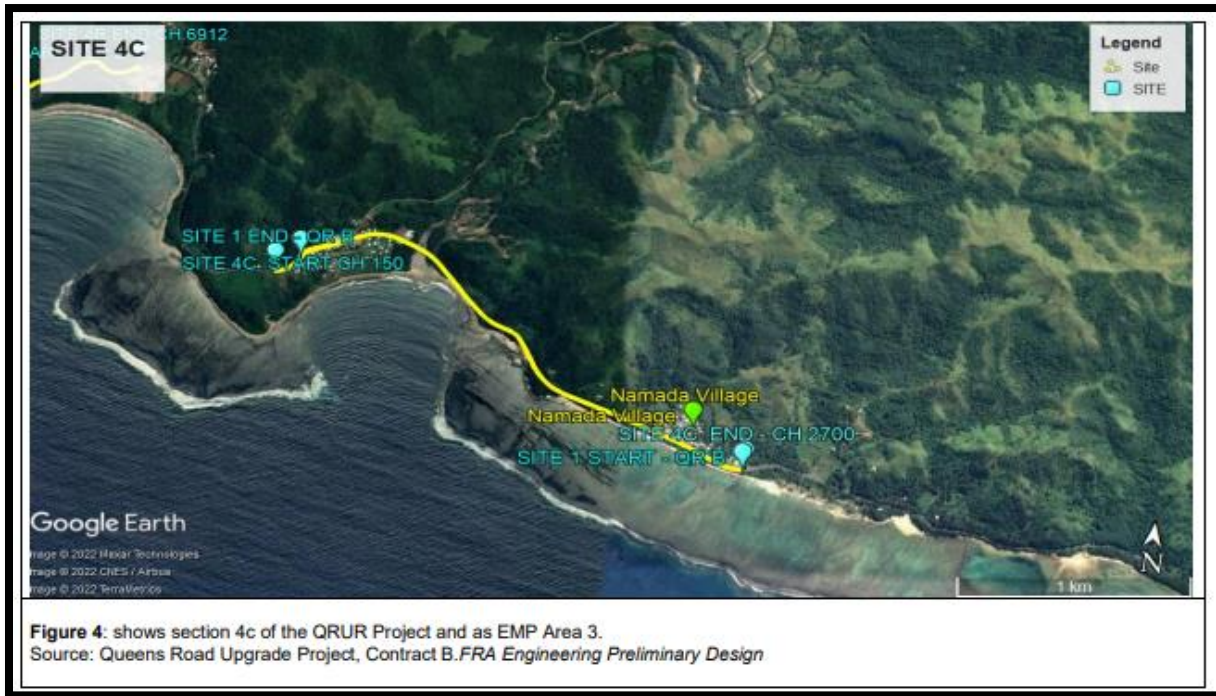 SITE 4C
CH 6912
Legend
Site
SITE
SITE 1 END - QR B
SITE 4C START CH 150
Namada Village
Namada Village
SITE 4C END - CH 2700
SITE 1 START - QR B
Google Earth
Image © 2022 Maxar Technologies
Image © 2022 CNES / Airbus
Image © 2022 TerraMetrics
N
1 km
Figure 4: shows section 4c of the QRUR Project and as EMP Area 3.
Source: Queens Road Upgrade Project, Contract B.FRA Engineering Preliminary Design